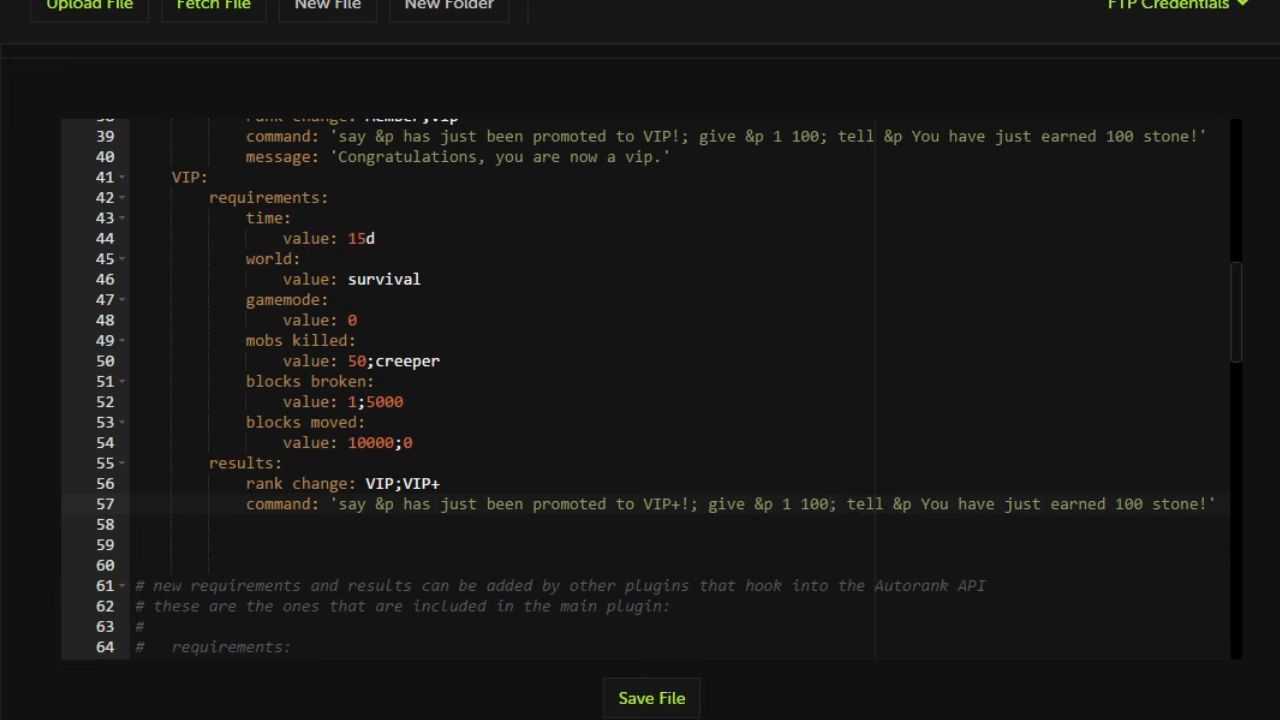 Upload File Fetch File New File New Folder FTP Credentials
38 rank change: Member;Vip
39 command: 'say &p has just been promoted to VIP!; give &p 1 100; tell &p You have just earned 100 stone!'
40 message: 'Congratulations, you are now a vip.'
41 VIP:
42 requirements:
43 time:
44 value: 15d
45 world:
46 value: survival
47 gamemode:
48 value: 0
49 mobs killed:
50 value: 50;creeper
51 blocks broken:
52 value: 1;5000
53 blocks moved:
54 value: 10000;0
55 results:
56 rank change: VIP;VIP+
57 command: 'say &p has just been promoted to VIP+!; give &p 1 100; tell &p You have just earned 100 stone!'
58
59
60
61 # new requirements and results can be added by other plugins that hook into the Autorank API
62 # these are the ones that are included in the main plugin:
63 #
64 # requirements:
Save File